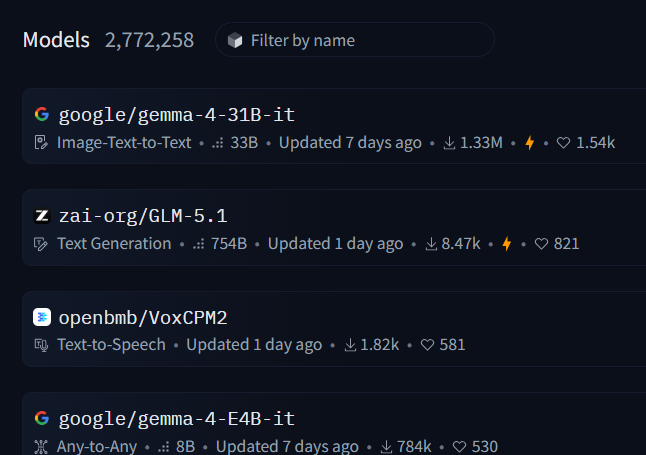 Models 2,772,258 Filter by name
google/gemma-4-31B-it
Image-Text-to-Text • 33B • Updated 7 days ago • 1.33M • 1.54k
zai-org/GLM-5.1
Text Generation • 754B • Updated 1 day ago • 8.47k • 821
openbmb/VoxCPM2
Text-to-Speech • Updated 1 day ago • 1.82k • 581
google/gemma-4-E4B-it
Any-to-Any • 8B • Updated 7 days ago • 784k • 530